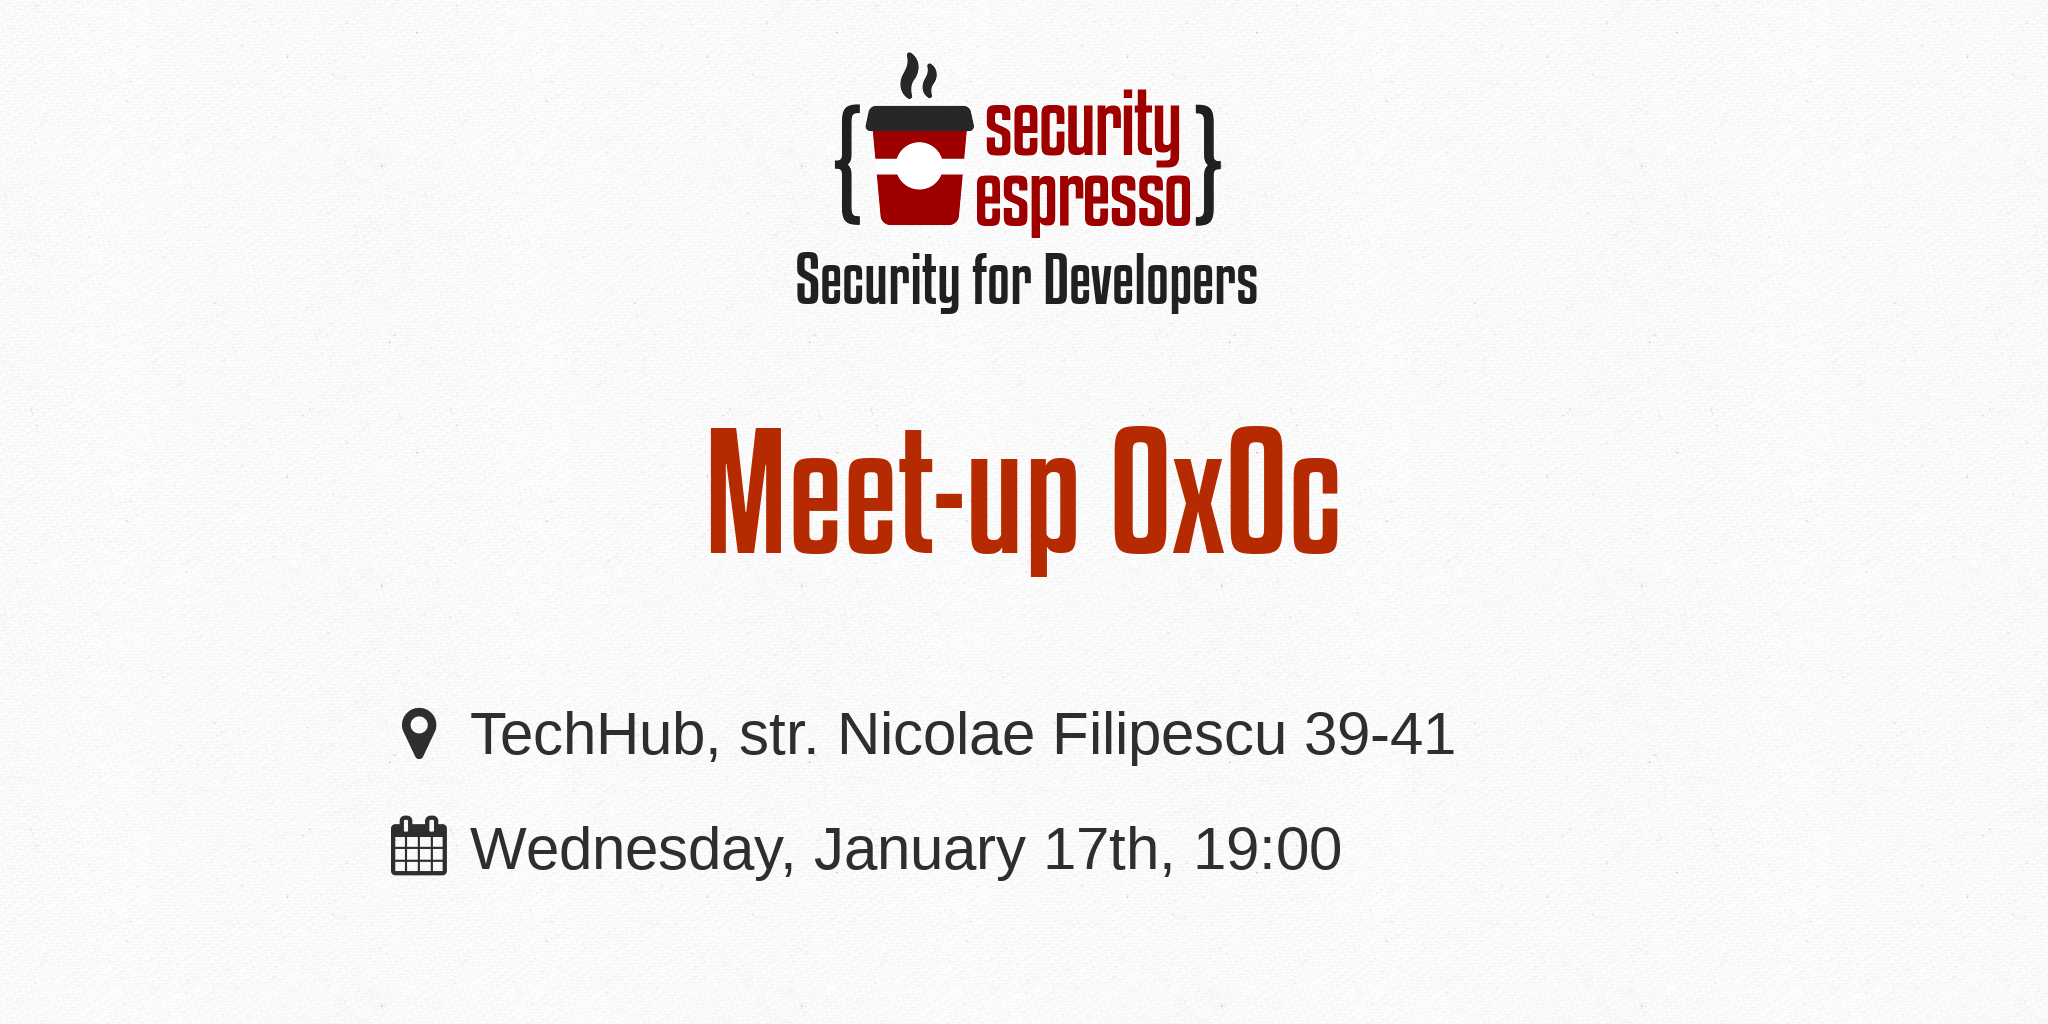 { security
espresso }
Security for Developers
Meet-up 0x0c
TechHub, str. Nicolae Filipescu 39-41
Wednesday, January 17th, 19:00